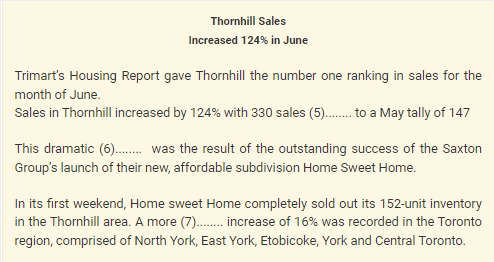 Thornhill Sales
Increased 124% in June
Trimart's Housing Report gave Thornhill the number one ranking in sales for the
month of June.
Sales in Thornhill increased by 124% with 330 sales (5)........ to a May tally of 147
This dramatic (6)........ was the result of the outstanding success of the Saxton
Group's launch of their new, affordable subdivision Home Sweet Home.
In its first weekend, Home sweet Home completely sold out its 152-unit inventory
in the Thornhill area. A more (7)........ increase of 16% was recorded in the Toronto
region, comprised of North York, East York, Etobicoke, York and Central Toronto.